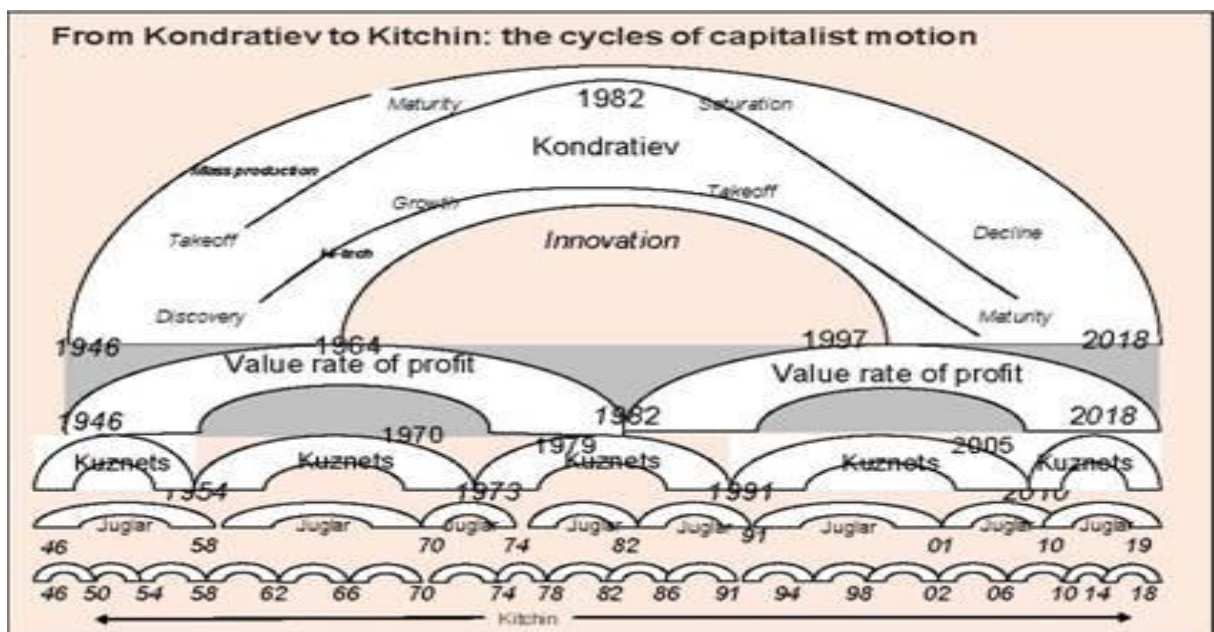 From Kondratiev to Kitchin: the cycles of capitalist motion
Maturity 1982 Saturation
Kondratiev
Mass production
Growth Takeoff
Takeoff Innovation Decline
Hi-tech
Discovery Maturity
1946 1964 1997 2018
Value rate of profit Value rate of profit
1946 1982 2018
1970 1979 2005
Kuznets Kuznets Kuznets Kuznets Kuznets
1954 1973 1991 2010
Juglar Juglar Juglar Juglar Juglar Juglar Juglar Juglar
46 58 70 74 82 91 01 10 19
46 50 54 58 62 66 70 74 78 82 86 91 94 98 02 06 10 14 18
Kitchin